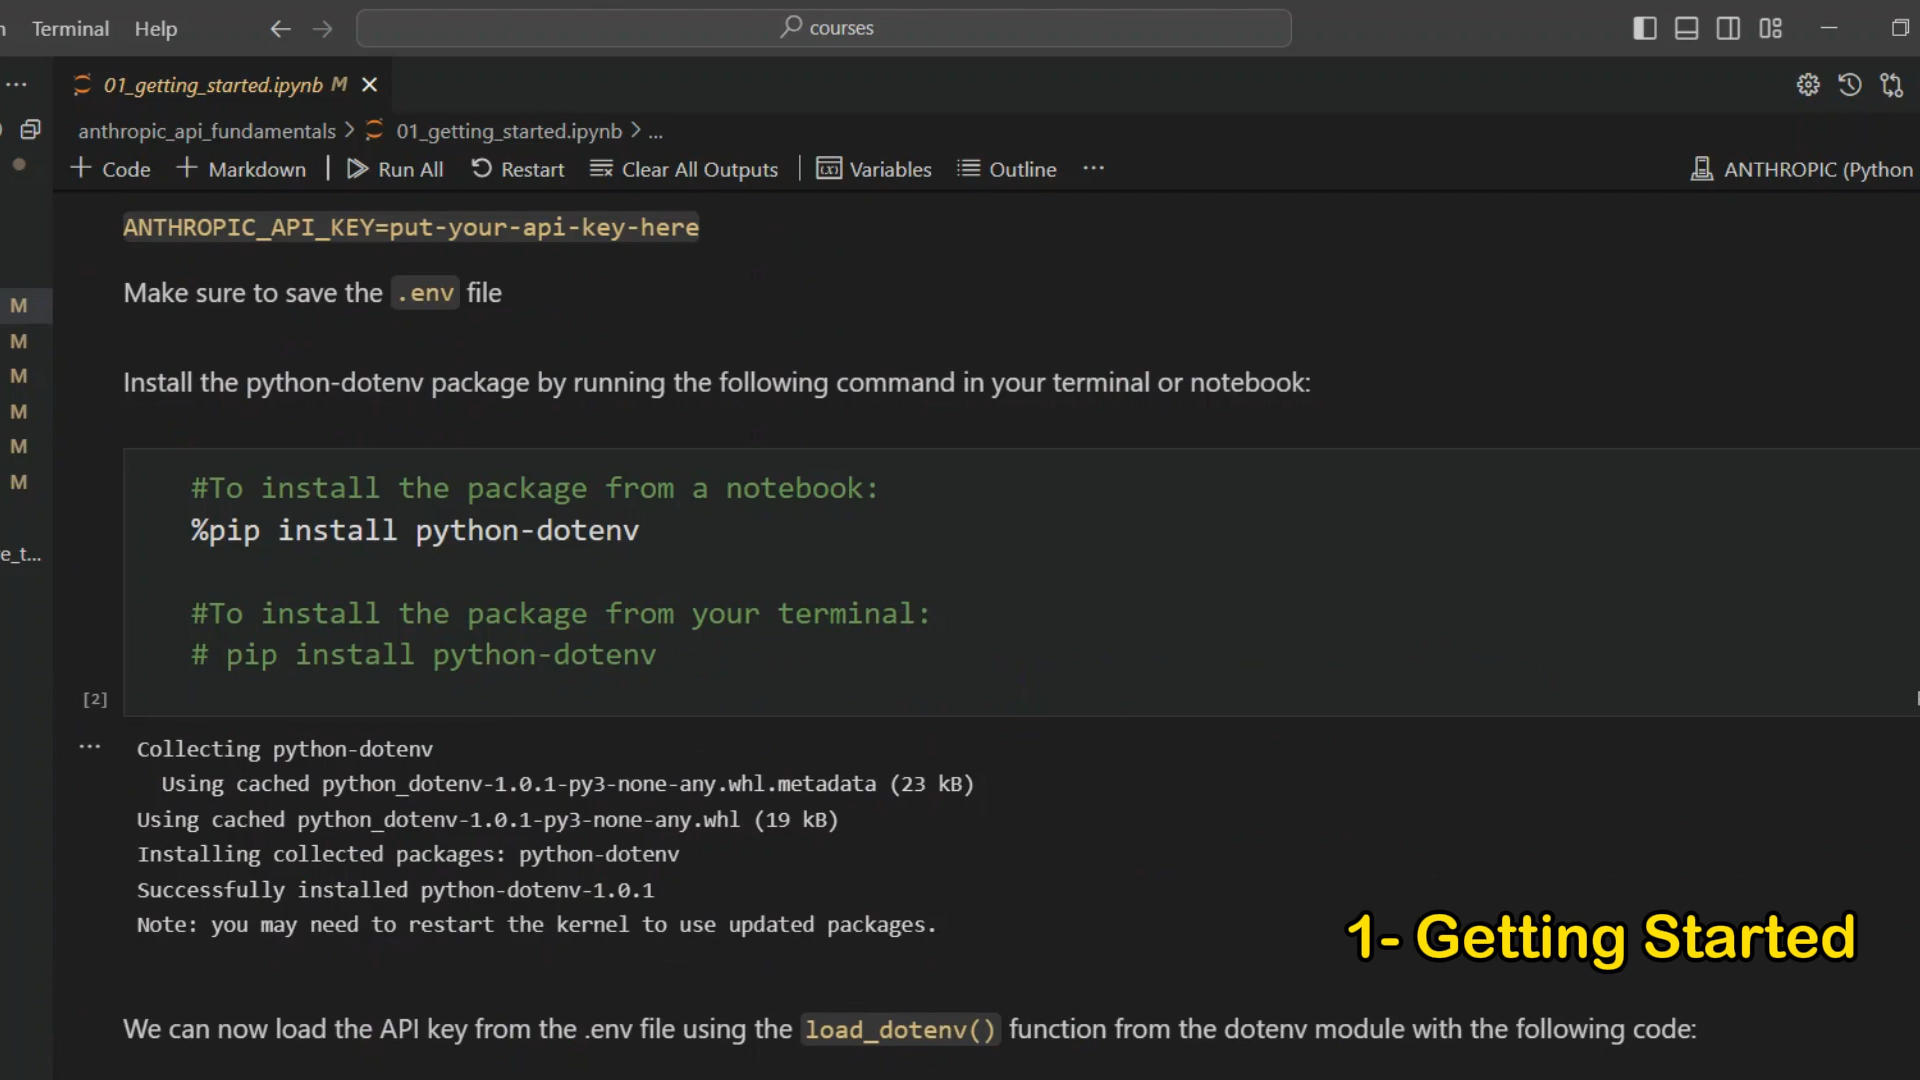 Terminal Help courses
01_getting_started.ipynb M
anthropic_api_fundamentals > 01_getting_started.ipynb > ...
+ Code + Markdown | Run All Restart Clear All Outputs | Variables Outline ··· ANTHROPIC (Python
ANTHROPIC_API_KEY=put-your-api-key-here
Make sure to save the .env file
M
M
Install the python-dotenv package by running the following command in your terminal or notebook:
M
M
M
#To install the package from a notebook:
M
%pip install python-dotenv
e_t...
#To install the package from your terminal:
# pip install python-dotenv
[2]
Collecting python-dotenv
Using cached python_dotenv-1.0.1-py3-none-any.whl.metadata (23 kB)
Using cached python_dotenv-1.0.1-py3-none-any.whl (19 kB)
Installing collected packages: python-dotenv
Successfully installed python-dotenv-1.0.1
Note: you may need to restart the kernel to use updated packages.
1- Getting Started
We can now load the API key from the .env file using the load_dotenv() function from the dotenv module with the following code: